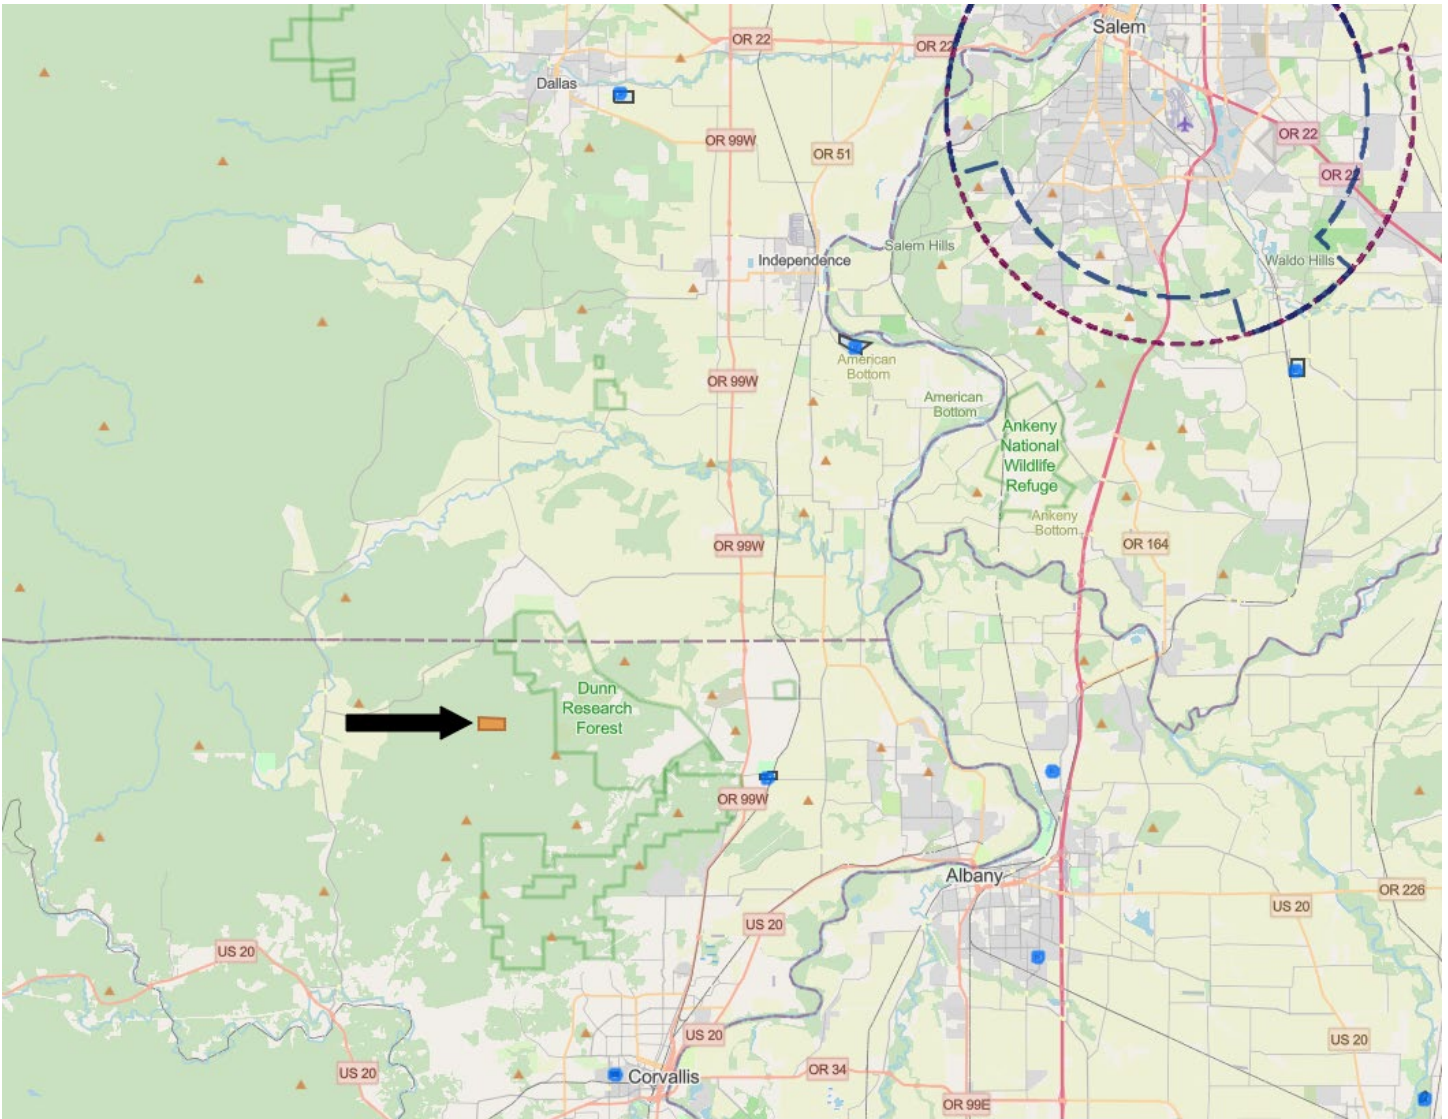 Salem
OR 22
OR 22
Dallas
OR 99W
OR 51
OR 22
OR 22
Salem Hills
Independence
Waldo Hills
American
Bottom
OR 99W
American
Bottom
Ankeny
National
Wildlife
Refuge
Ankeny
Bottom
OR 99W
OR 164
Dunn
Research
Forest
OR 99W
Albany
OR 226
US 20
US 20
US 20
US 20
US 20
US 20
Corvallis
OR 34
OR 99E